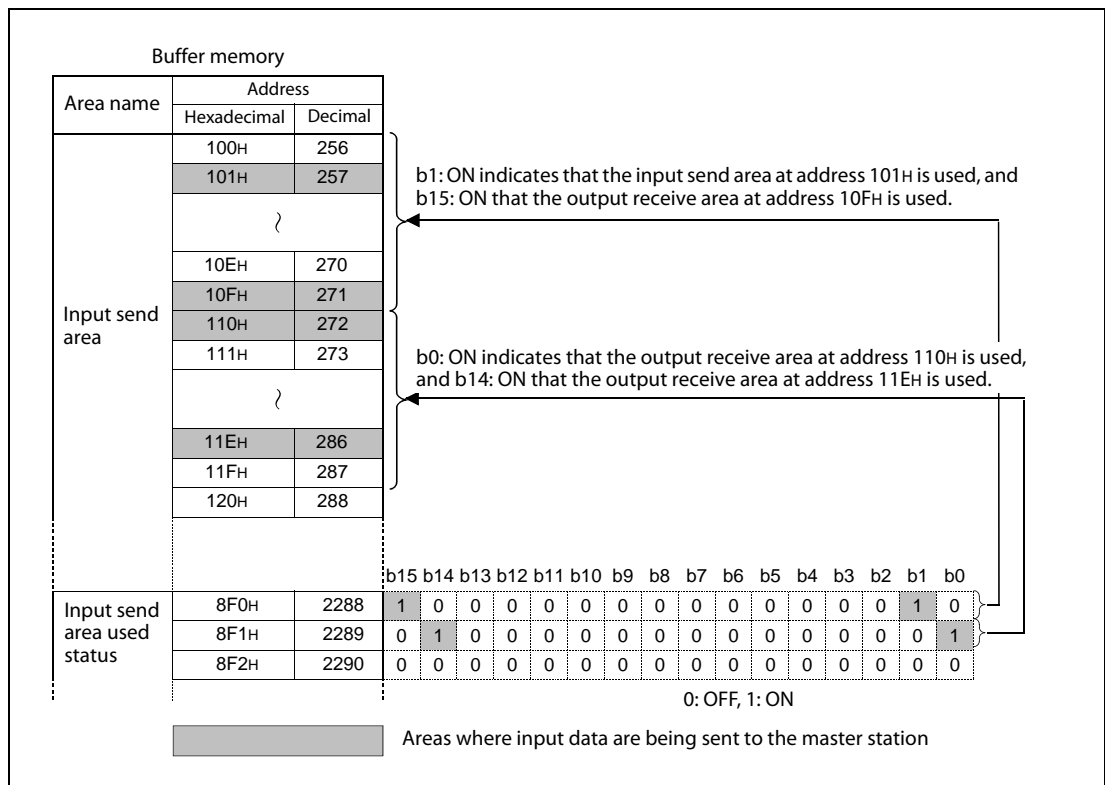 Buffer memory
Area name
Address
Hexadecimal Decimal
Input send
area
100H 256
101H 257
b1: ON indicates that the input send area at address 101H is used, and
b15: ON that the output receive area at address 10FH is used.
10EH 270
10FH 271
110H 272
111H 273
b0: ON indicates that the output receive area at address 110H is used,
and b14: ON that the output receive area at address 11EH is used.
11EH 286
11FH 287
120H 288
b15 b14 b13 b12 b11 b10 b9 b8 b7 b6 b5 b4 b3 b2 b1 b0
Input send
area used
status
8F0H 2288 1 0 0 0 0 0 0 0 0 0 0 0 0 0 1 0
8F1H 2289 0 1 0 0 0 0 0 0 0 0 0 0 0 0 0 1
8F2H 2290 0 0 0 0 0 0 0 0 0 0 0 0 0 0 0 0
0: OFF, 1: ON
Areas where input data are being sent to the master station